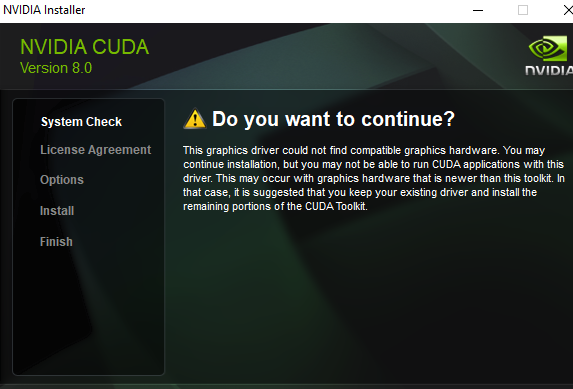 NVIDIA Installer
NVIDIA CUDA
Version 8.0
NVIDIA
System Check
License Agreement
Options
Install
Finish
Do you want to continue?
This graphics driver could not find compatible graphics hardware. You may
continue installation, but you may not be able to run CUDA applications with this
driver. This may occur with graphics hardware that is newer than this toolkit. In
that case, it is suggested that you keep your existing driver and install the
remaining portions of the CUDA Toolkit.